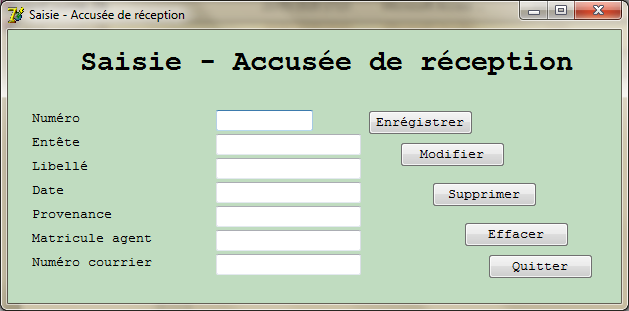 Saisie - Accusée de réception
Saisie - Accusée de réception
Numéro
Enrégistrer
Entête
Modifier
Libellé
Date
Supprimer
Provenance
Matricule agent
Effacer
Numéro courrier
Quitter